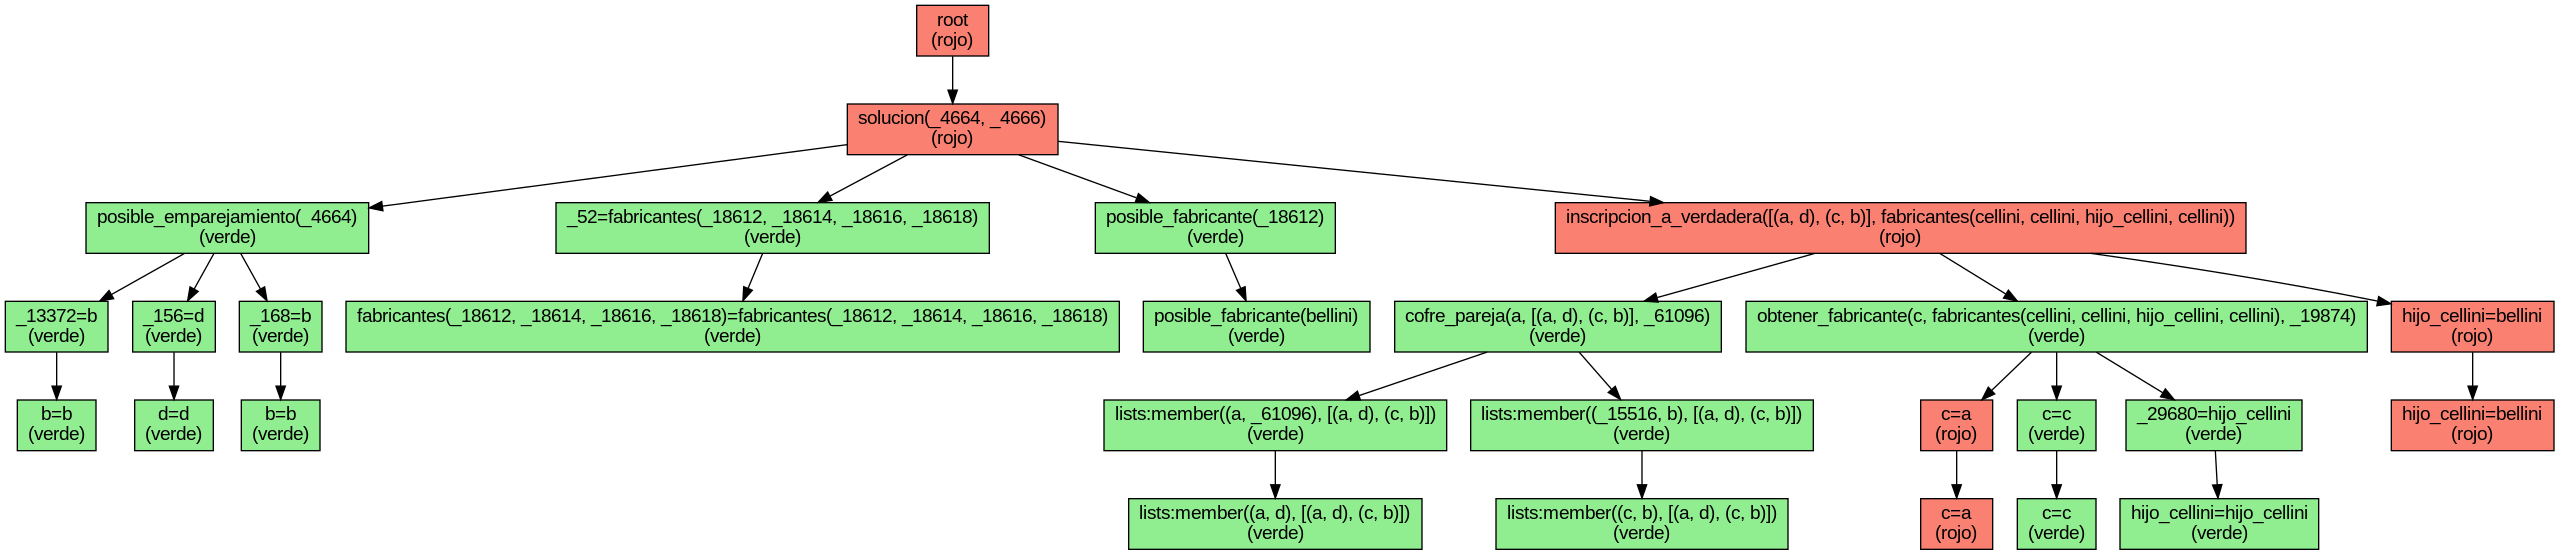 root
(rojo)
solucion(_4664, _4666)
(rojo)
posible_emparejamiento(_4664)
(verde)
_52=fabricantes(_18612, _18614, _18616, _18618)
(verde)
posible_fabricante(_18612)
(verde)
inscripcion_a_verdadera([(a, d), (c, b)], fabricantes(cellini, cellini, hijo_cellini, cellini))
(rojo)
_13372=b
(verde)
_156=d
(verde)
_168=b
(verde)
fabricantes(_18612, _18614, _18616, _18618)=fabricantes(_18612, _18614, _18616, _18618)
(verde)
posible_fabricante(bellini)
(verde)
cofre_pareja(a, [(a, d), (c, b)], _61096)
(verde)
obtener_fabricante(c, fabricantes(cellini, cellini, hijo_cellini, cellini), _19874)
(verde)
hijo_cellini=bellini
(rojo)
b=b
(verde)
d=d
(verde)
b=b
(verde)
lists:member((a, _61096), [(a, d), (c, b)])
(verde)
lists:member((_15516, b), [(a, d), (c, b)])
(verde)
c=a
(rojo)
c=c
(verde)
_29680=hijo_cellini
(verde)
hijo_cellini=bellini
(rojo)
lists:member((a, d), [(a, d), (c, b)])
(verde)
lists:member((c, b), [(a, d), (c, b)])
(verde)
c=a
(rojo)
c=c
(verde)
hijo_cellini=hijo_cellini
(verde)